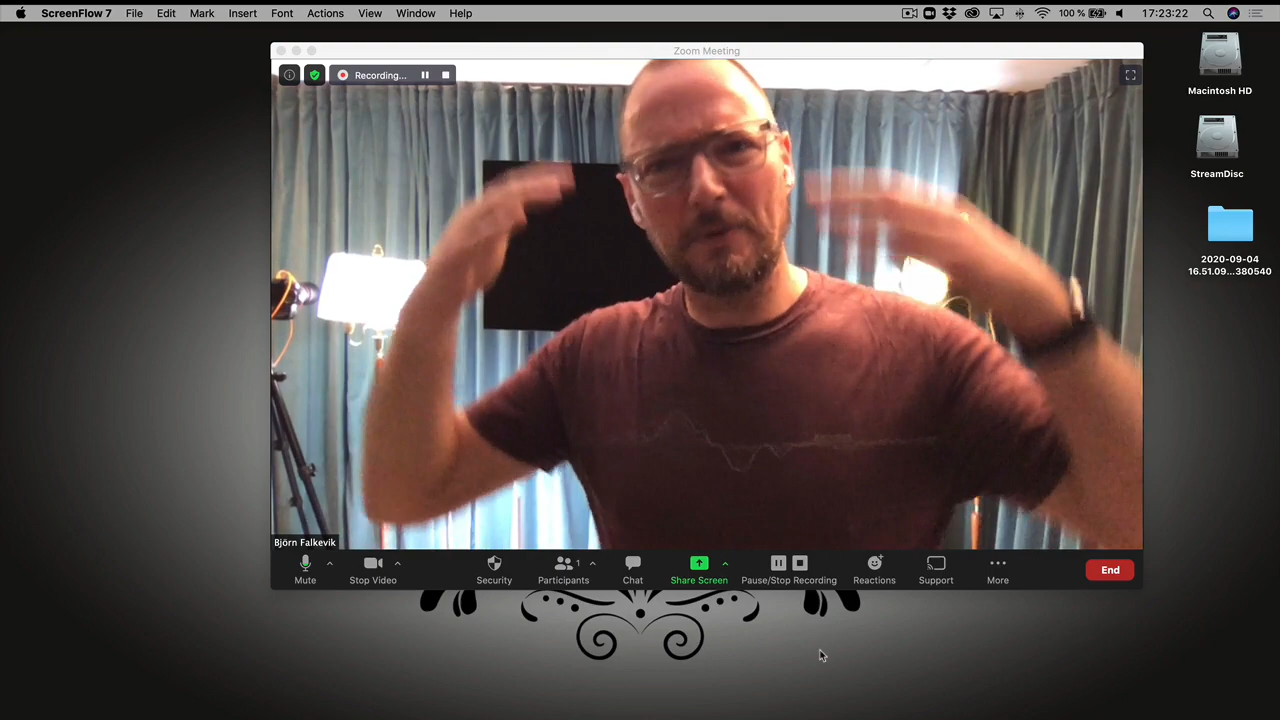 ScreenFlow 7 File Edit Mark Insert Font Actions View Window Help 100 % 17:23:22
Zoom Meeting
Recording...
Macintosh HD
StreamDisc
2020-09-04
16.51.09...380540
Björn Falkevik
Mute Stop Video Security Participants 1 Chat Share Screen Pause/Stop Recording Reactions Support More End